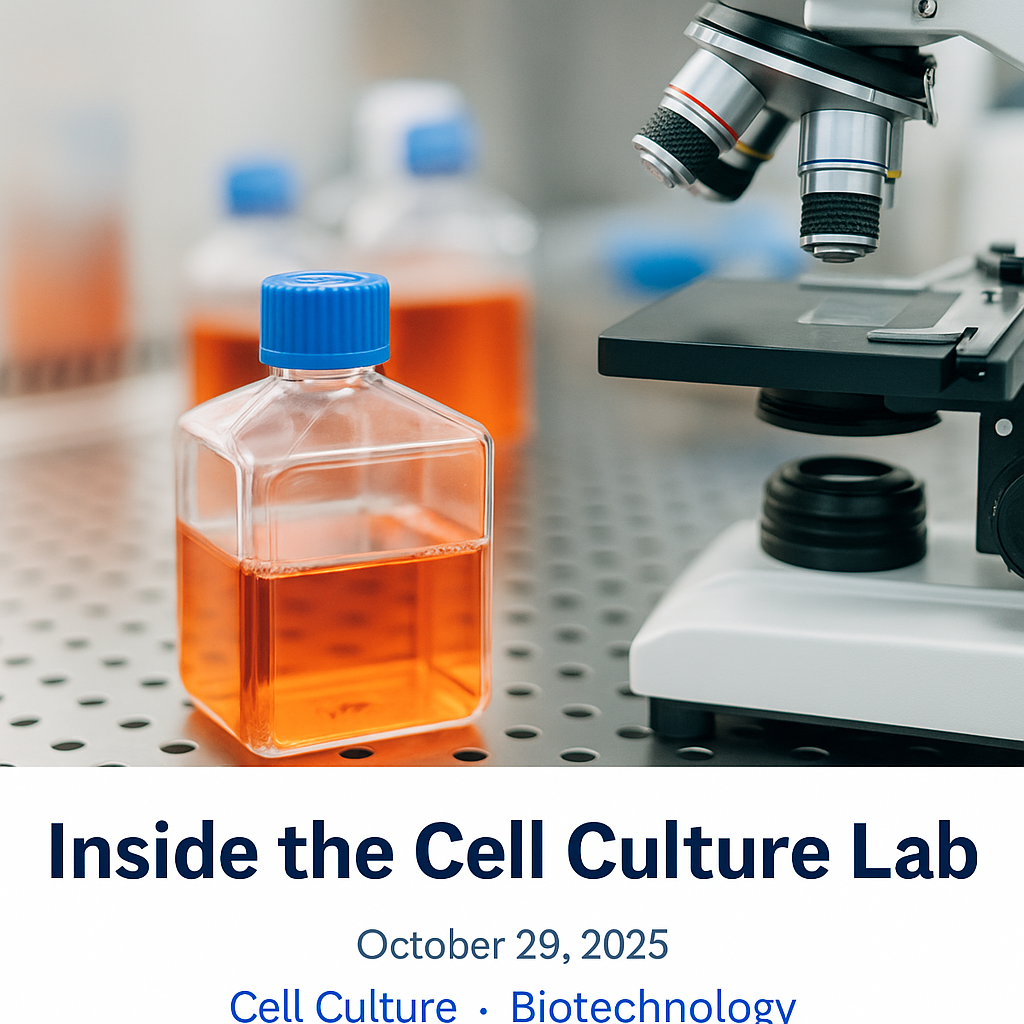 Inside the Cell Culture Lab
October 29, 2025
Cell Culture · Biotechnology